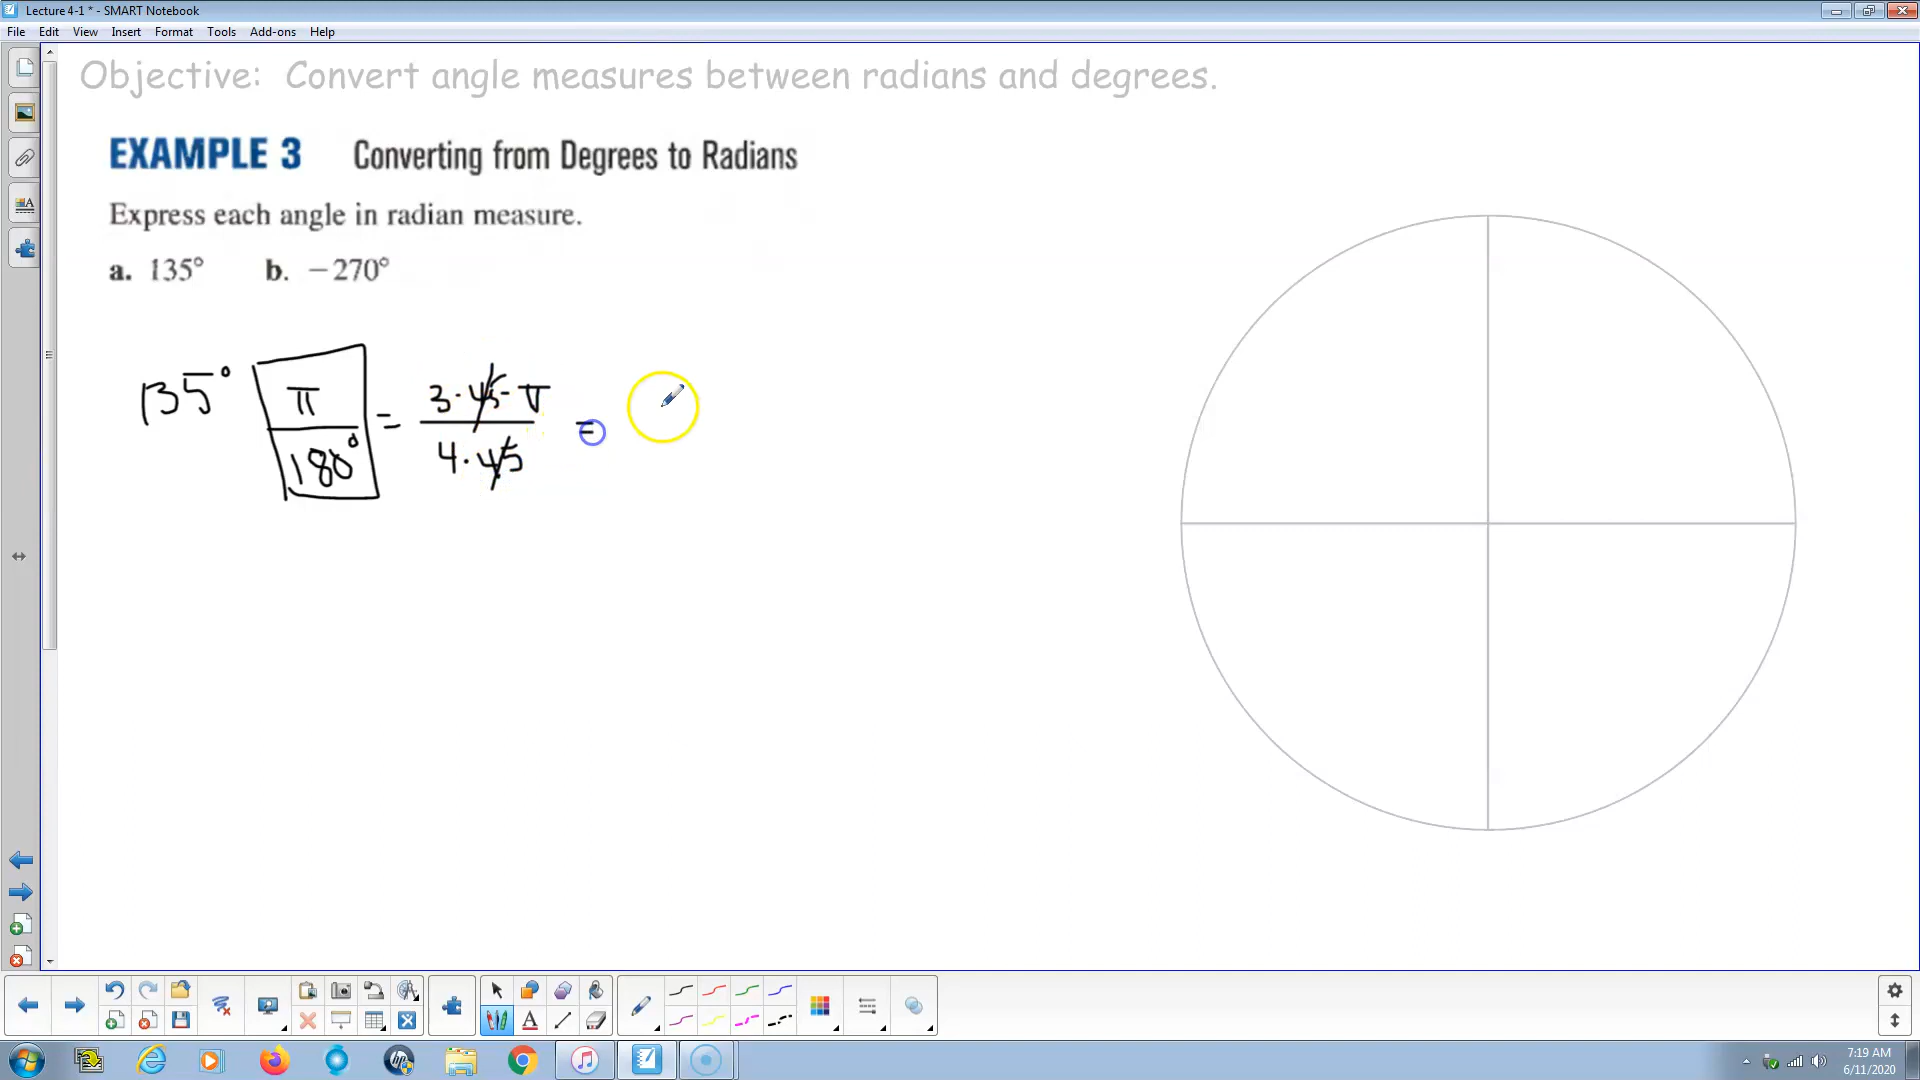 Lecture 4-1 * - SMART Notebook
File Edit View Insert Format Tools Add-ons Help
Objective: Convert angle measures between radians and degrees.
EXAMPLE 3 Converting from Degrees to Radians
Express each angle in radian measure.
a. 135° b. −270°
135° π/180° = 3·45·π/4·45 =
7:19 AM
6/11/2020